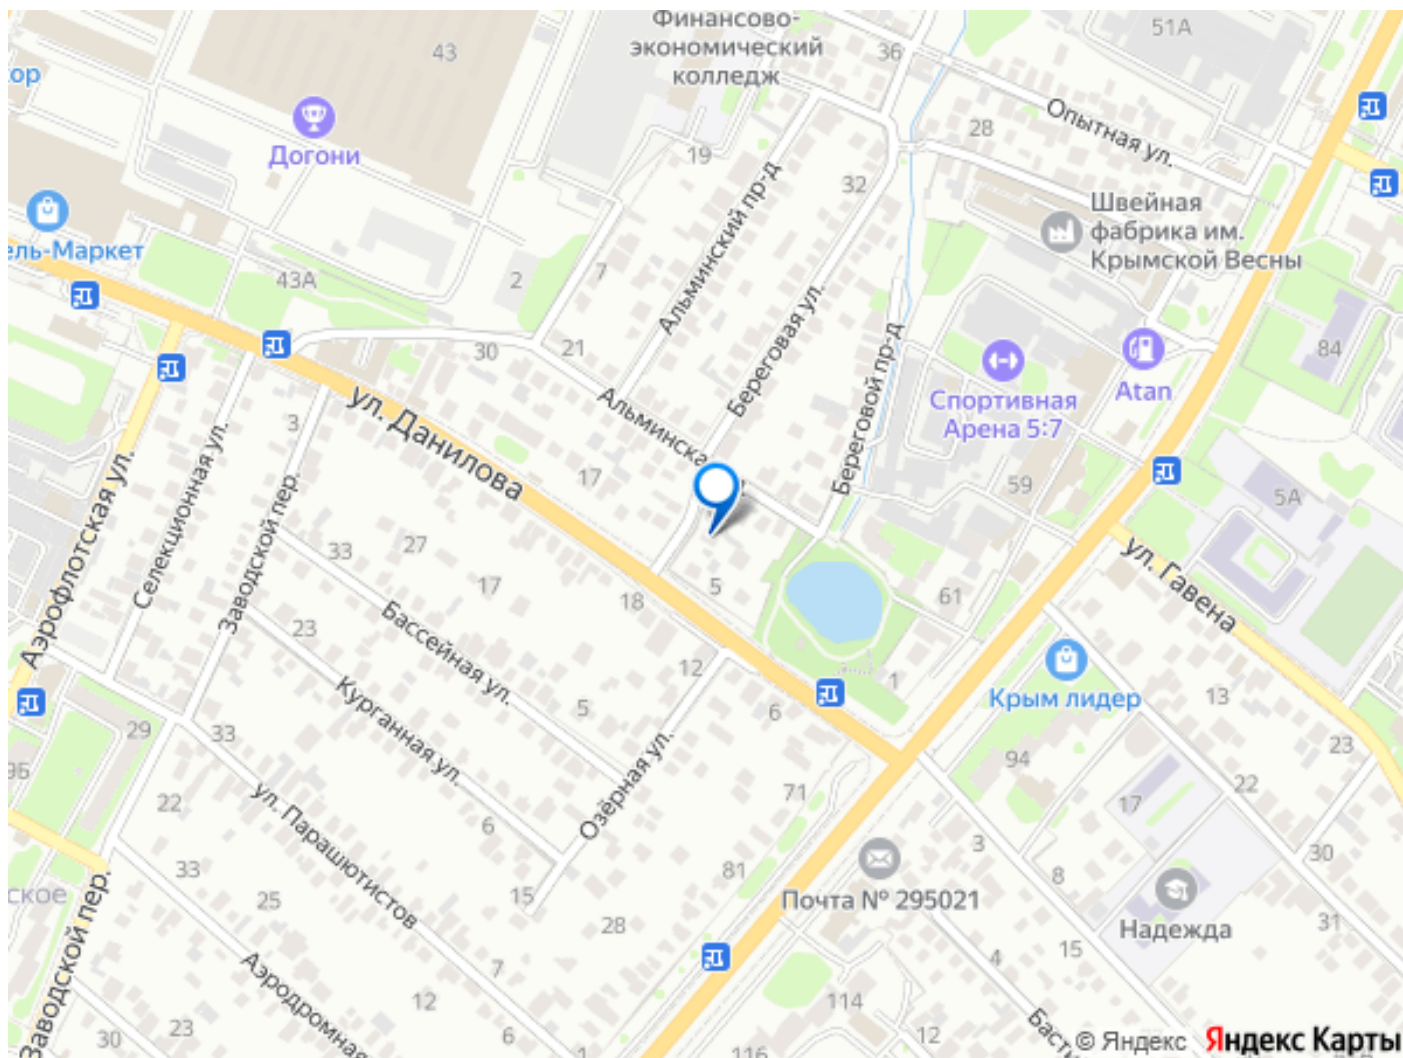 Финансово-
экономический
колледж
43
36
51А
Опытная ул.
ор
Догони
19
28
32
Альминский пр-д
Швейная
фабрика им.
Крымской Весны
ель-Маркет
43А
2
7
Береговая ул.
Береговой пр-д
84
30
21
Спортивная
Арена 5:7
Atan
ул. Данилова
3
Альминска
17
59
5А
Аэрофлотская ул.
Селекционная ул.
Заводской пер.
33
27
17
18
5
61
ул. Гавена
23
Бассейная ул.
12
Курганная ул.
5
6
1
Крым лидер
13
29
33
Озёрная ул.
94
23
9Б
22
ул. Парашютистов
6
71
17
22
33
25
15
81
3
8
30
ское
28
Почта № 295021
Надежда
31
Заводской пер.
Аэродромная
7
12
4
15
114
30
23
6
1
116
12
Басти
© Яндекс
Яндекс Карты